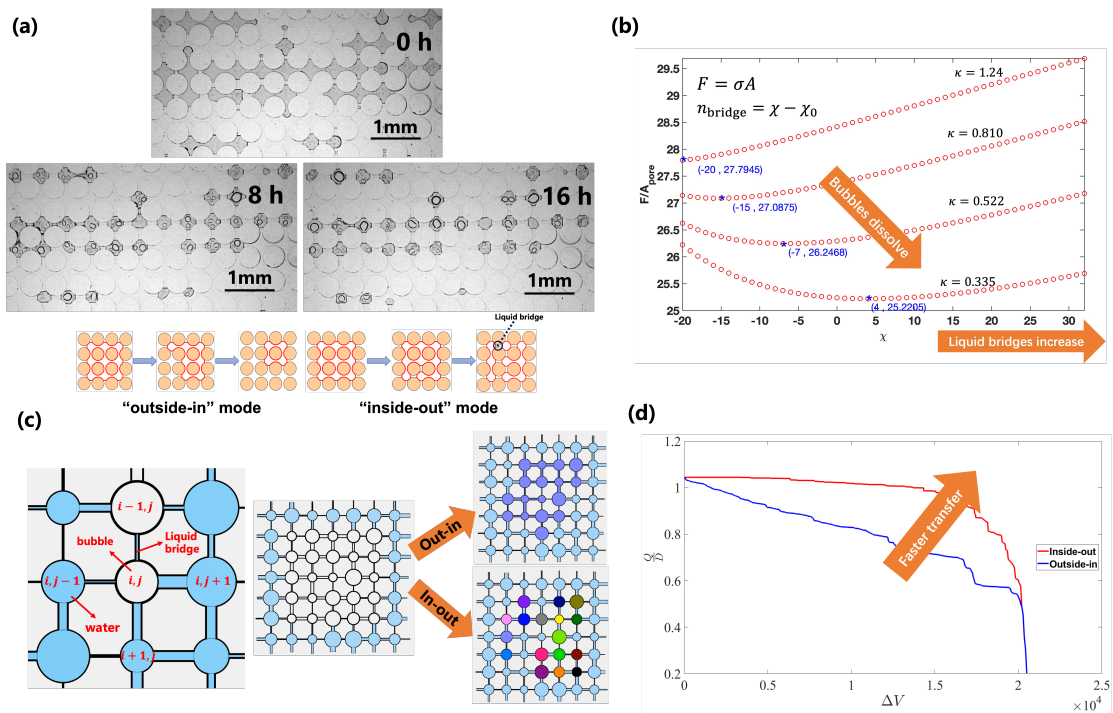 (a)
0 h
1mm
8 h
1mm
16 h
1mm
Liquid bridge
"outside-in" mode
"inside-out" mode
(b)
F = σA
n_bridge = χ − χ₀
κ = 1.24
κ = 0.810
κ = 0.522
κ = 0.335
(-20 , 27.7945)
(-15 , 27.0875)
(-7 , 26.2468)
(4 , 25.2205)
Bubbles dissolve
F/A_pore
29.5
29
28.5
28
27.5
27
26.5
26
25.5
25
-20 -15 -10 -5 0 5 10 15 20 25 30
χ
Liquid bridges increase
(c)
i − 1, j
bubble
Liquid
bridge
i, j − 1
i, j
i, j + 1
water
i + 1, j
Out-in
In-out
(d)
1.2
1
0.8
0.6
0.4
0.2
Q/D
Faster transfer
Inside-out
Outside-in
0 0.5 1 1.5 2 2.5
ΔV
×10⁴